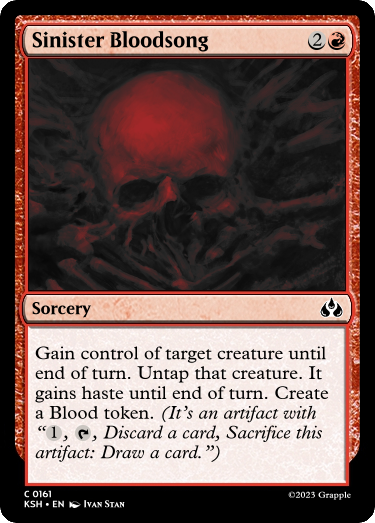 Sinister Bloodsong 2
Sorcery
Gain control of target creature until
end of turn. Untap that creature. It
gains haste until end of turn. Create
a Blood token. (It's an artifact with
“1, , Discard a card, Sacrifice this
artifact: Draw a card.”)
C 0161
KSH • EN Ivan Stan
©2023 Grapple